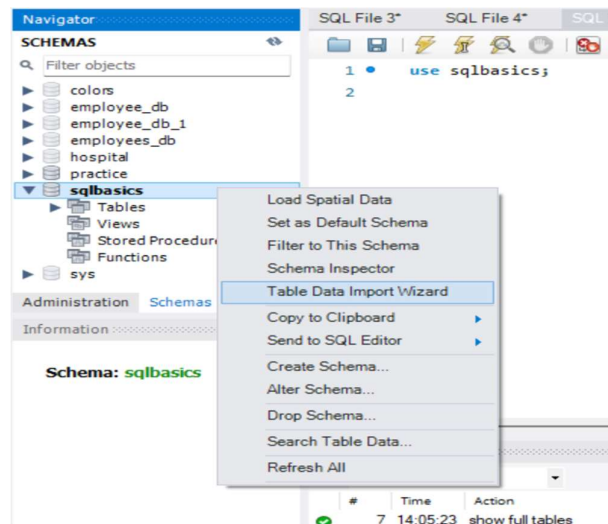 Navigator
SCHEMAS
Filter objects
colors
employee_db
employee_db_1
employees_db
hospital
practice
sqlbasics
Tables
Views
Stored Procedur
Functions
sys
Administration Schemas
Information
Schema: sqlbasics
SQL File 3* SQL File 4* SQL
1 use sqlbasics;
2
Load Spatial Data
Set as Default Schema
Filter to This Schema
Schema Inspector
Table Data Import Wizard
Copy to Clipboard
Send to SQL Editor
Create Schema...
Alter Schema...
Drop Schema...
Search Table Data...
Refresh All
# Time Action
7 14:05:23 show full tables